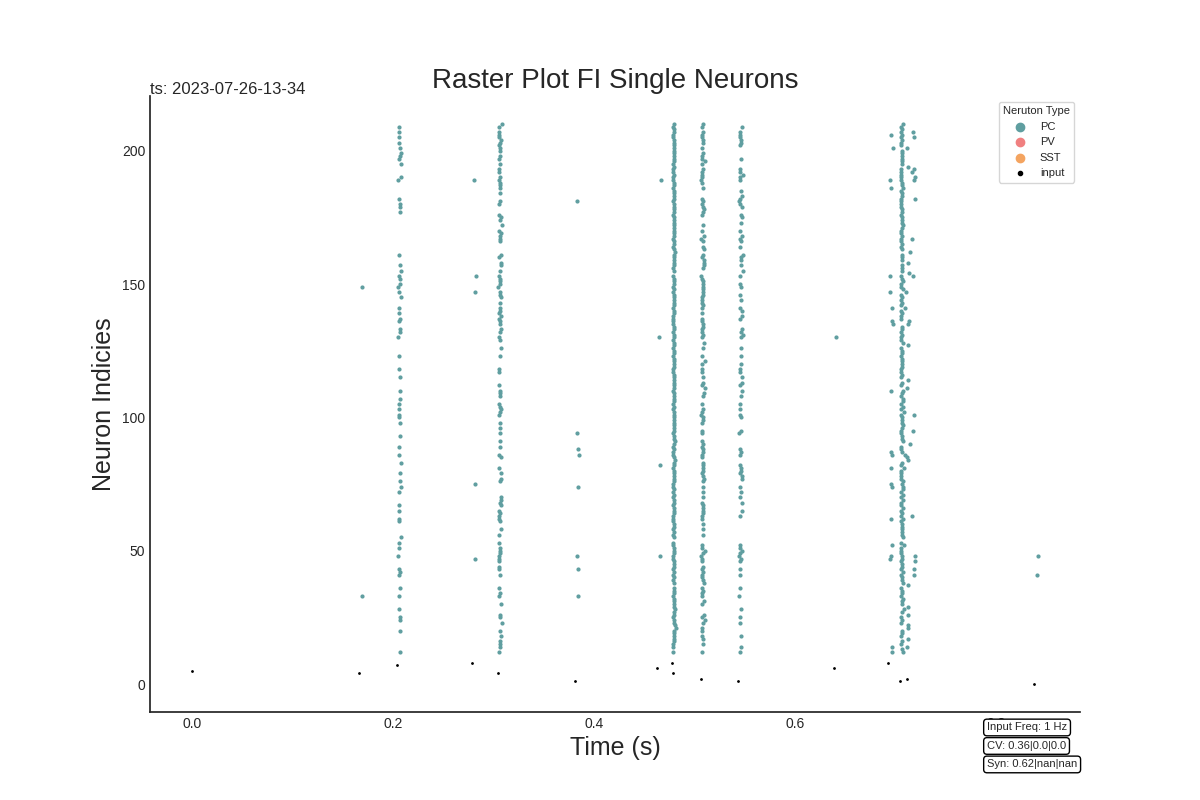 Raster Plot FI Single Neurons
ts: 2023-07-26-13-34
Neruton Type
PC
PV
SST
input
Neuron Indicies
200
150
100
50
0
0.0 0.2 0.4 0.6
Time (s)
Input Freq: 1 Hz
CV: 0.36|0.0|0.0
Syn: 0.62|nan|nan